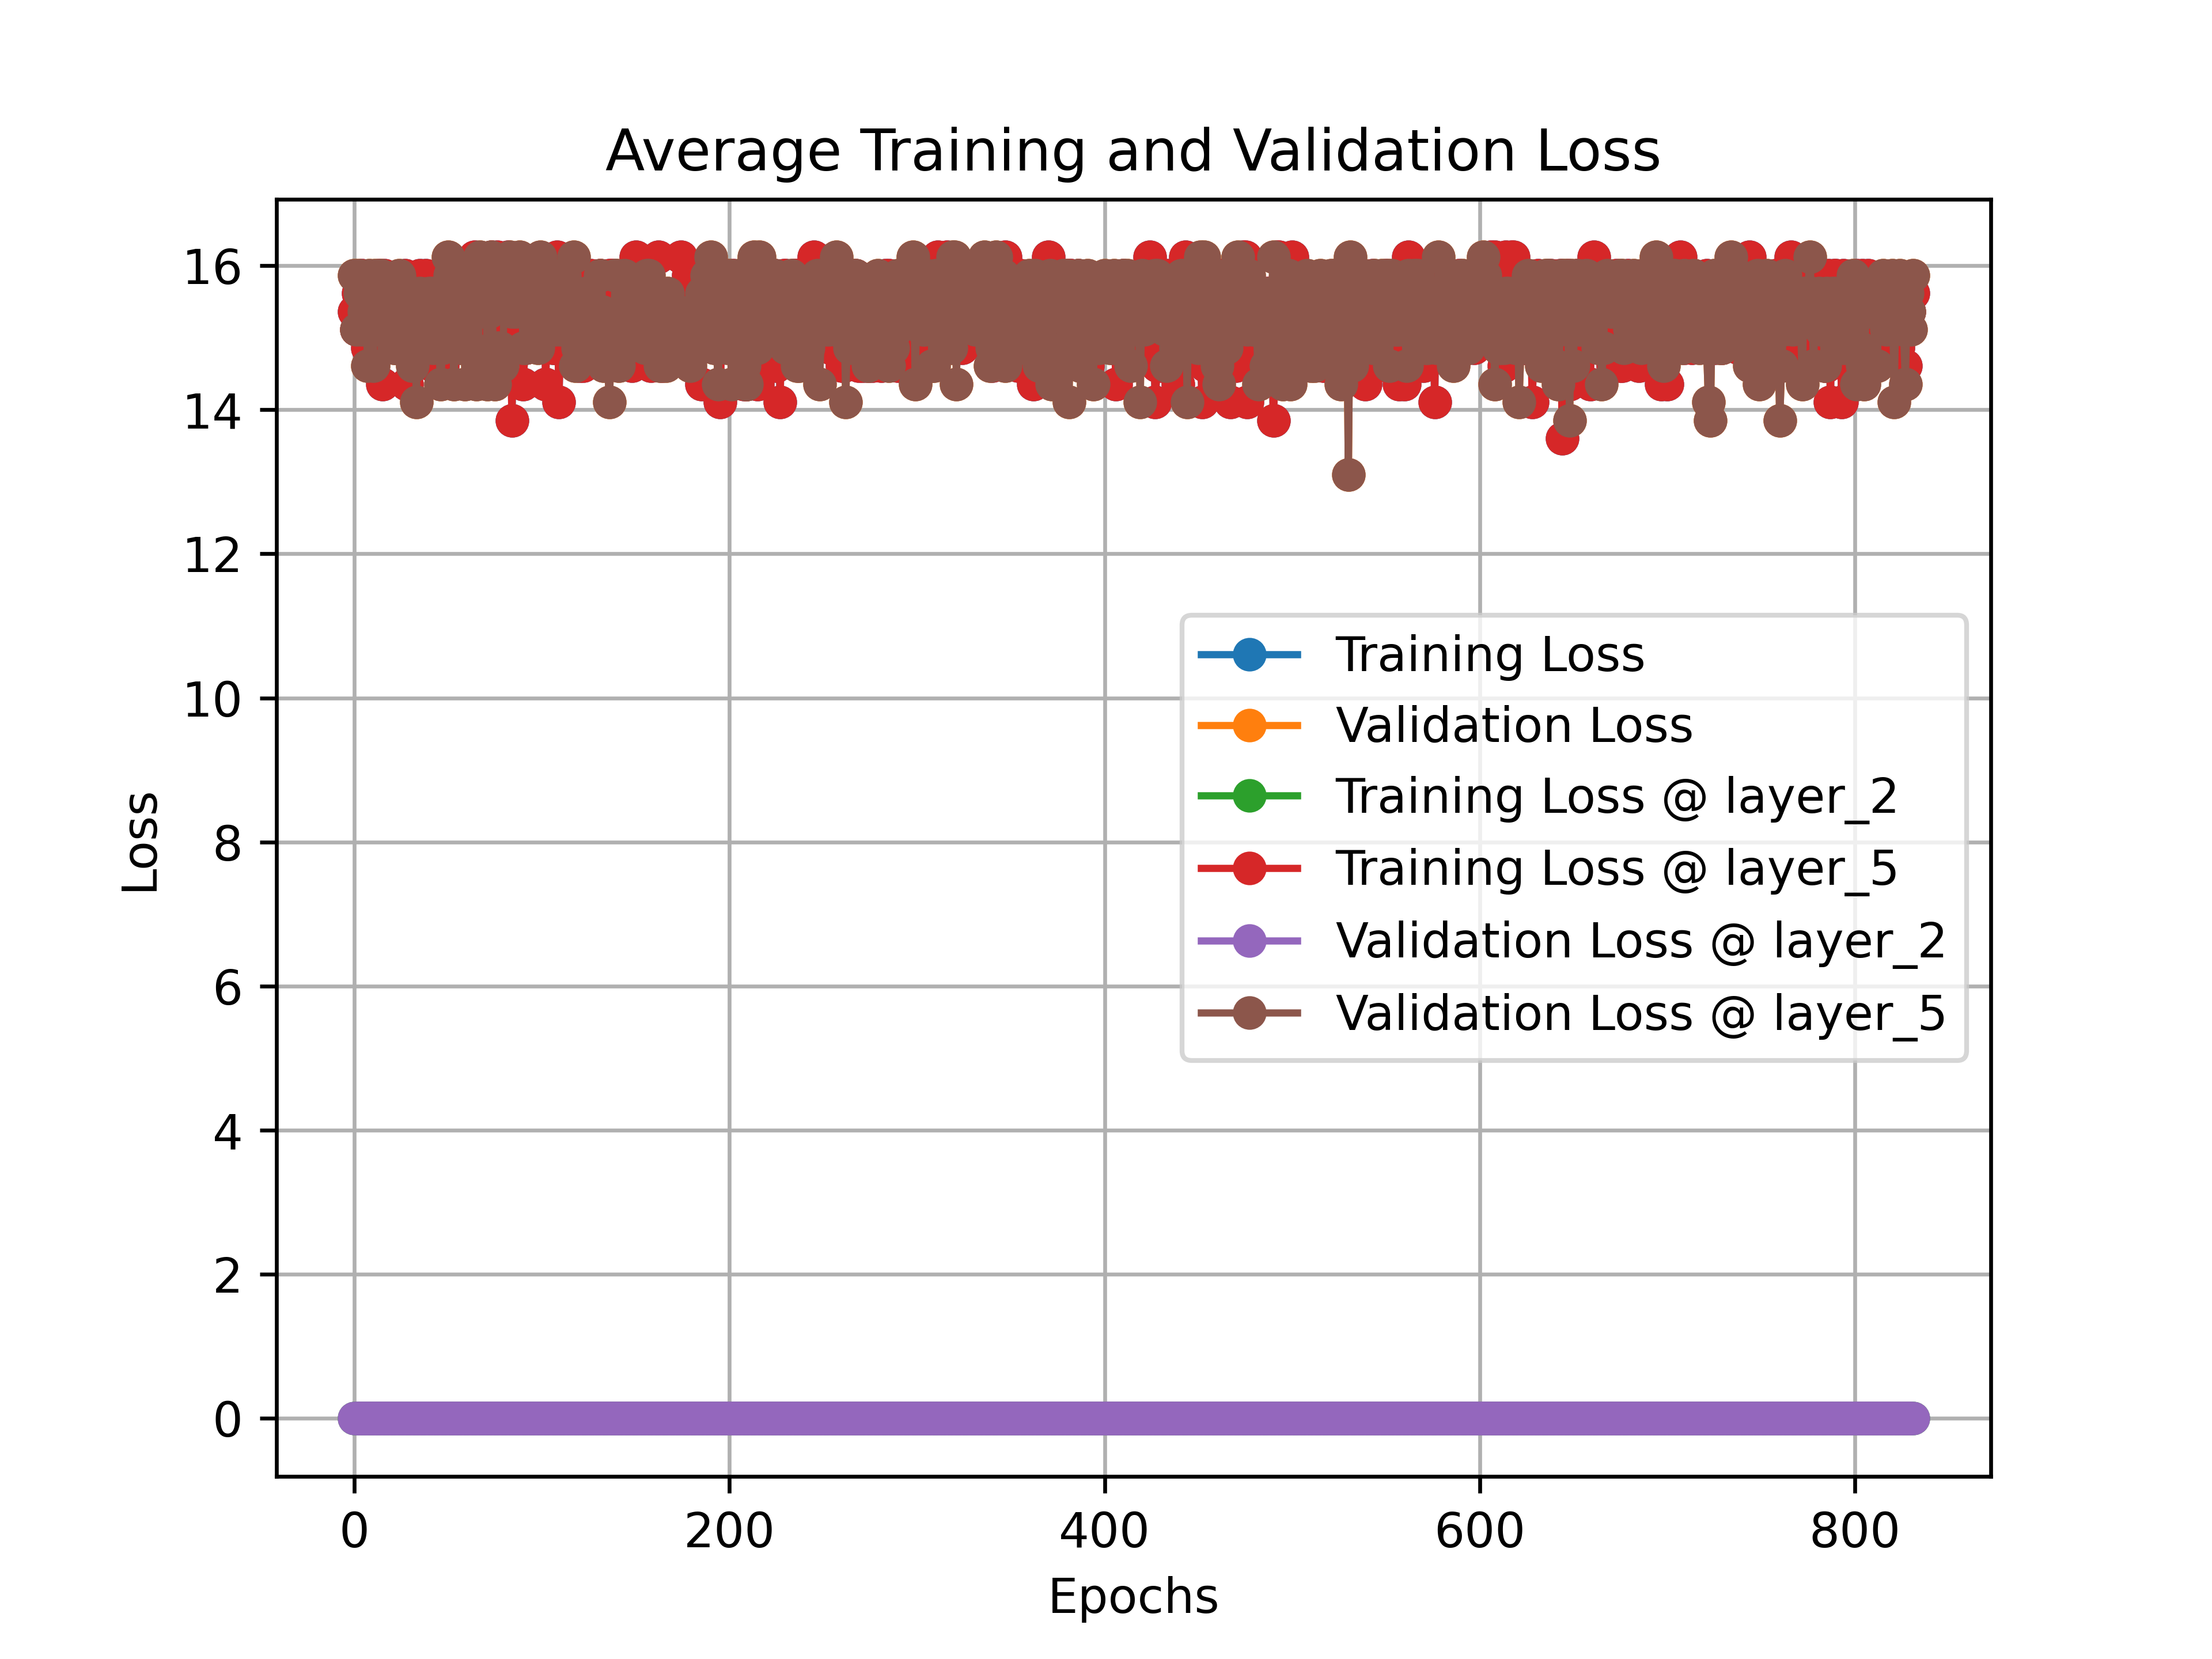 Average Training and Validation Loss
16
14
12
10
8
6
4
2
0
Loss
Training Loss
Validation Loss
Training Loss @ layer_2
Training Loss @ layer_5
Validation Loss @ layer_2
Validation Loss @ layer_5
0 200 400 600 800
Epochs